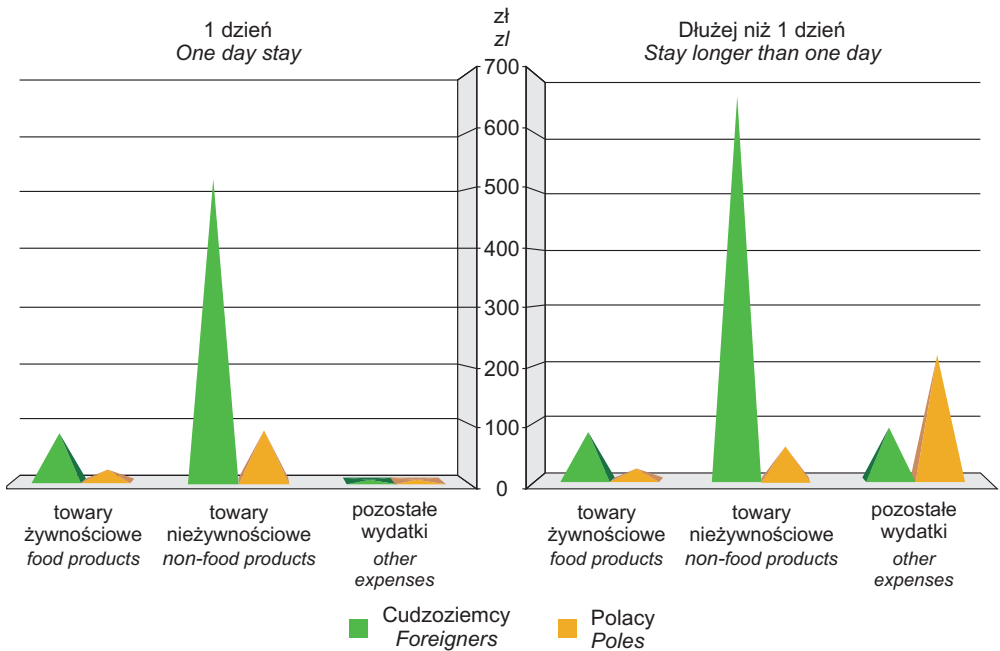 1 dzień
One day stay
zł
zl
Dłużej niż 1 dzień
Stay longer than one day
700
600
500
400
300
200
100
0
towary
żywnościowe
food products
towary
nieżywnościowe
non-food products
pozostałe
wydatki
other
expenses
towary
żywnościowe
food products
towary
nieżywnościowe
non-food products
pozostałe
wydatki
other
expenses
Cudzoziemcy
Foreigners
Polacy
Poles